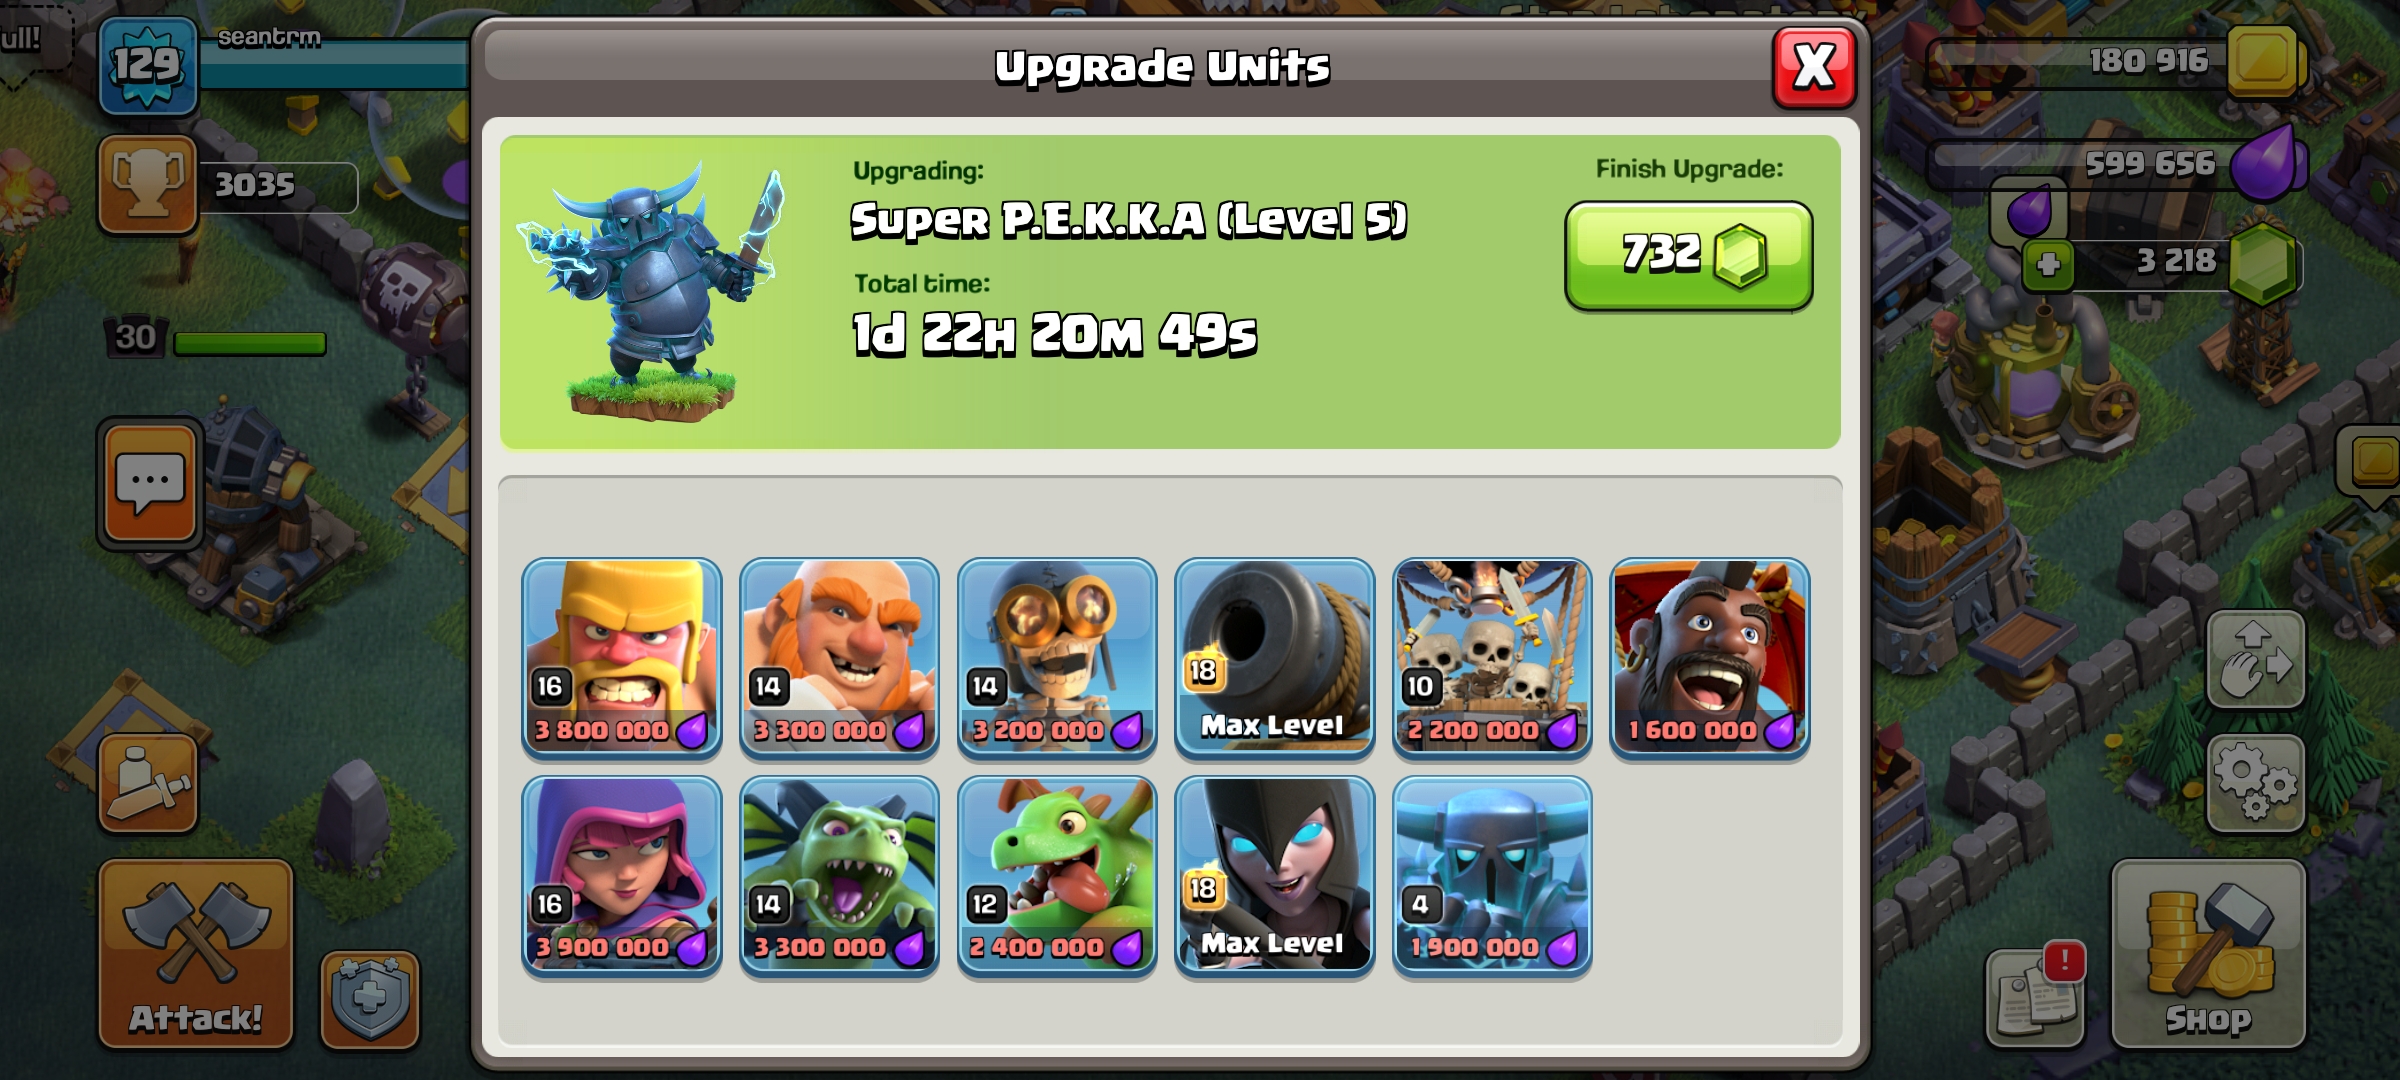 ull!
129
seantrm
Upgrade Units
X
180 916
3035
599 656
3 218
30
Upgrading:
Super P.E.K.K.A (Level 5)
Total time:
1d 22H 20M 49s
Finish Upgrade:
732
16
3 800 000
14
3 300 000
14
3 200 000
18
Max Level
10
2 200 000
1 600 000
16
3 900 000
14
3 300 000
12
2 400 000
18
Max Level
4
1 900 000
Attack!
!
Shop